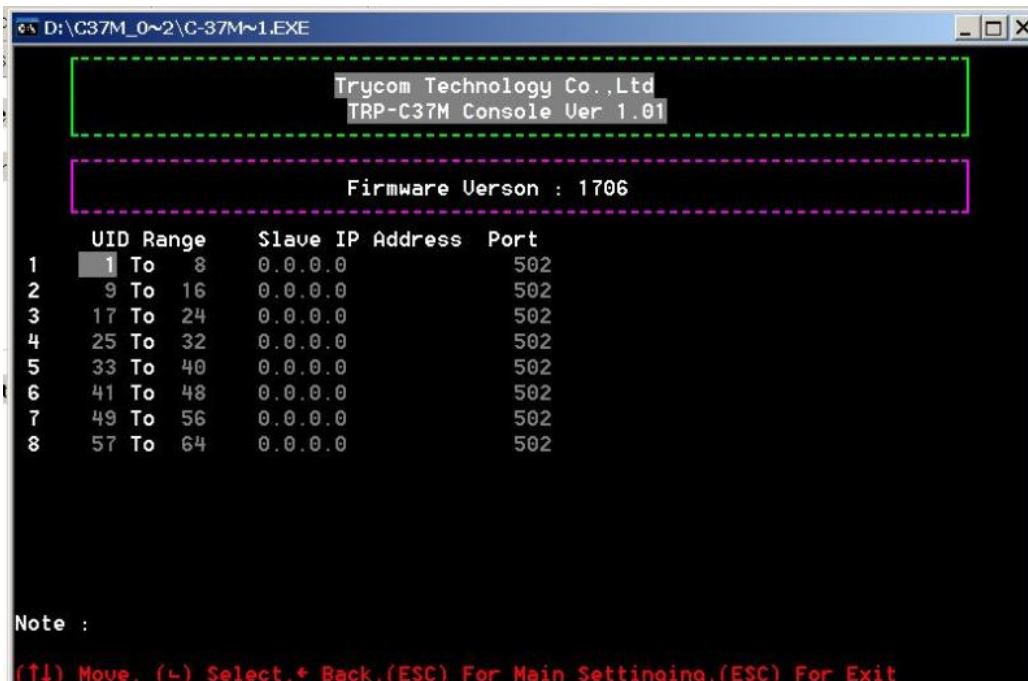 D:\C37M_0~2\C-37M~1.EXE
Trycom Technology Co.,Ltd
TRP-C37M Console Ver 1.01
Firmware Verson : 1706
UID Range Slave IP Address Port
1 1 To 8 0.0.0.0 502
2 9 To 16 0.0.0.0 502
3 17 To 24 0.0.0.0 502
4 25 To 32 0.0.0.0 502
5 33 To 40 0.0.0.0 502
6 41 To 48 0.0.0.0 502
7 49 To 56 0.0.0.0 502
8 57 To 64 0.0.0.0 502
Note :
(↑↓) Move, (↵) Select,← Back,(ESC) For Main Settinging,(ESC) For Exit